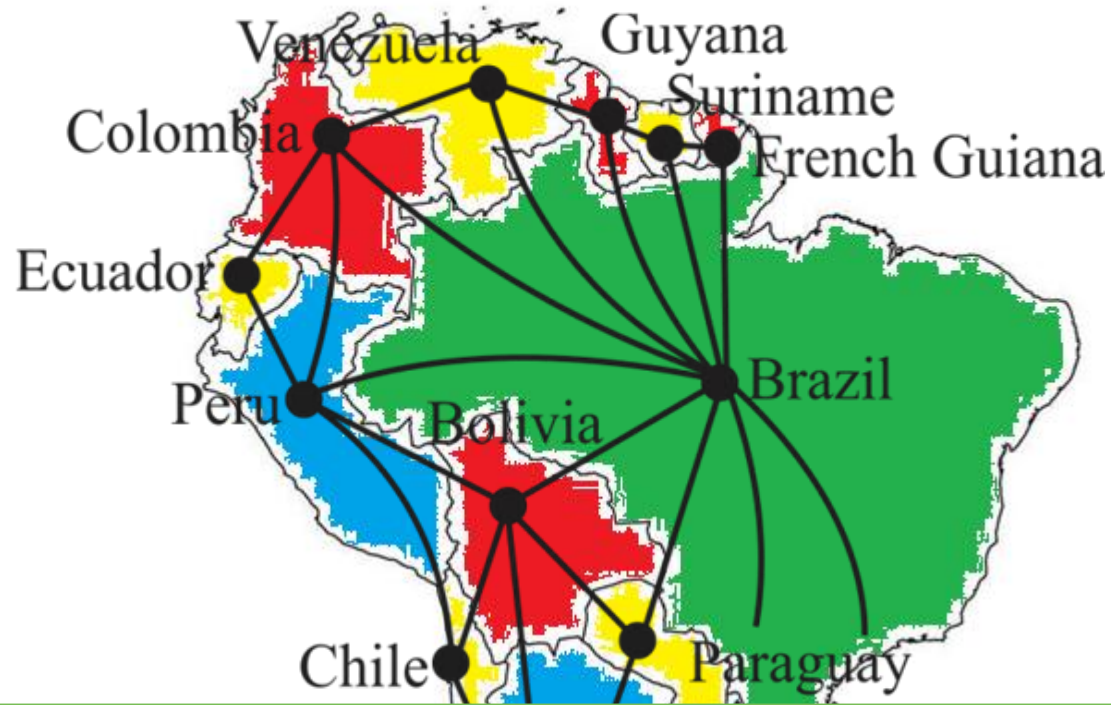 Venezuela
Guyana
Suriname
Colombia
French Guiana
Ecuador
Brazil
Peru
Bolivia
Chile
Paraguay